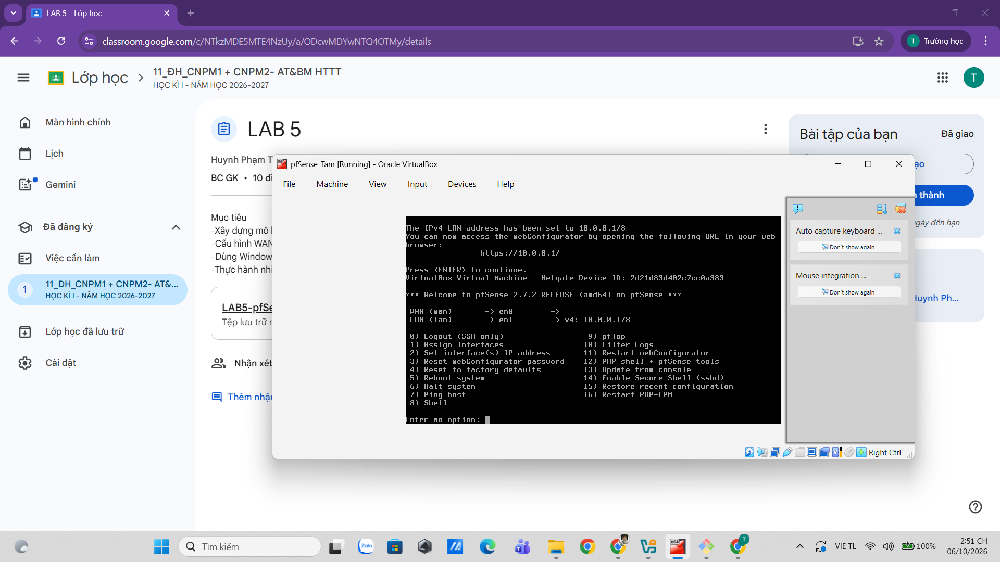 LAB 5 - Lớp học
classroom.google.com/c/NTkzMDE5MTE4NzUy/a/ODcwMDYwNTQ4OTMy/details
T
Trường học
Lớp học
11_ĐH_CNPM1 + CNPM2- AT&BM HTTT
HỌC KÌ I - NĂM HỌC 2026-2027
T
Màn hình chính
Lịch
Gemini
Đã đăng ký
Việc cần làm
1
11_ĐH_CNPM1 + CNPM2- AT&...
HỌC KÌ I - NĂM HỌC 2026-2027
Lớp học đã lưu trữ
Cài đặt
LAB 5
Huynh Phạm T
BC GK • 10 đi
Mục tiêu
-Xây dựng mô h
-Cấu hình WAN
-Dùng Window
-Thực hành nhi
LAB5-pfSe
Tệp lưu trữ
Nhận xét
Thêm nhận
Bài tập của bạn
Đã giao
ạo
thành
ngày đến hạn
Huynh Ph...
pfSense_Tam [Running] - Oracle VirtualBox
File Machine View Input Devices Help
The IPv4 LAN address has been set to 10.0.0.1/8
You can now access the webConfigurator by opening the following URL in your web
browser:
https://10.0.0.1/
Press <ENTER> to continue.
VirtualBox Virtual Machine - Netgate Device ID: 2d21d83d402c7cc0a383
*** Welcome to pfSense 2.7.2-RELEASE (amd64) on pfSense ***
WAN (wan) -> em0 ->
LAN (lan) -> em1 -> v4: 10.0.0.1/8
0) Logout (SSH only) 9) pfTop
1) Assign Interfaces 10) Filter Logs
2) Set interface(s) IP address 11) Restart webConfigurator
3) Reset webConfigurator password 12) PHP shell + pfSense tools
4) Reset to factory defaults 13) Update from console
5) Reboot system 14) Enable Secure Shell (sshd)
6) Halt system 15) Restore recent configuration
7) Ping host 16) Restart PHP-FPM
8) Shell
Enter an option:
Auto capture keyboard ...
Don't show again
Mouse integration ...
Don't show again
Right Ctrl
Tìm kiếm
Zalo
x64
T
VIE TL
100%
2:51 CH
06/10/2026